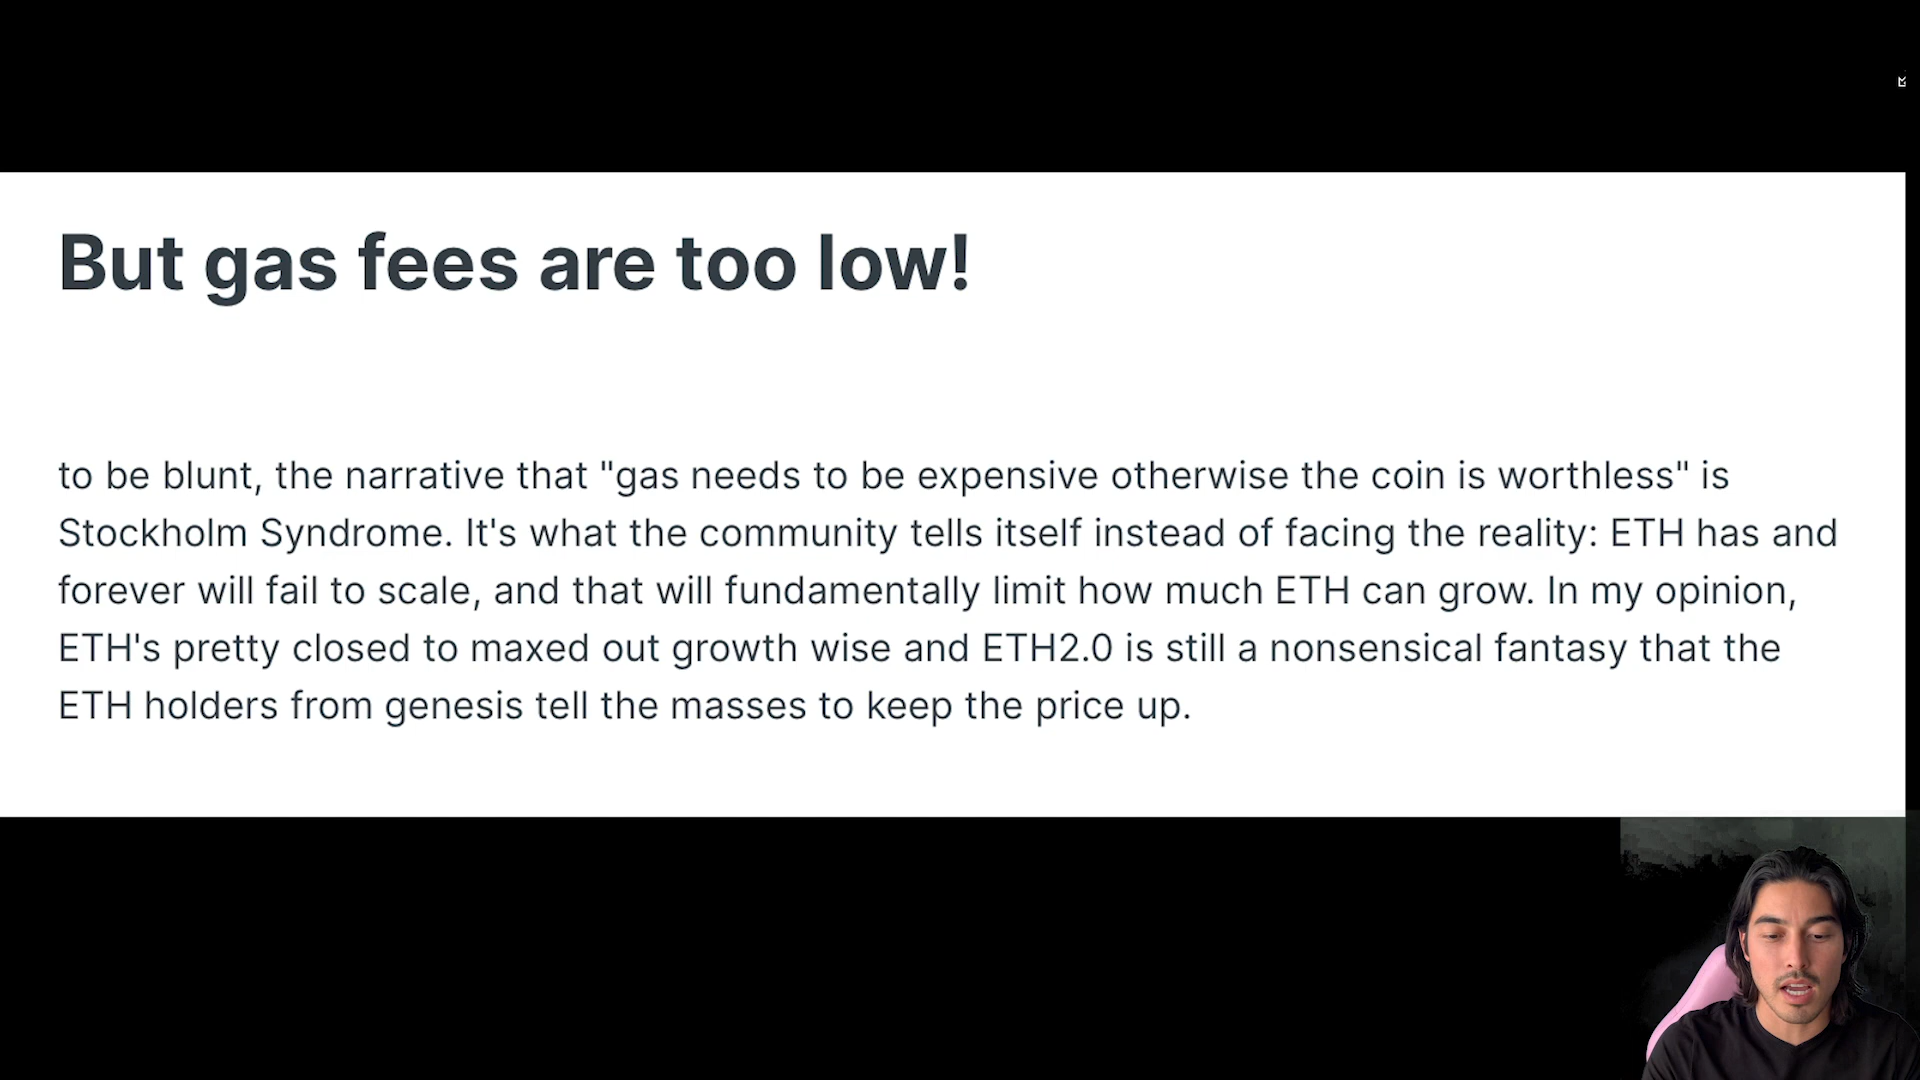 But gas fees are too low!
to be blunt, the narrative that "gas needs to be expensive otherwise the coin is worthless" is
Stockholm Syndrome. It's what the community tells itself instead of facing the reality: ETH has and
forever will fail to scale, and that will fundamentally limit how much ETH can grow. In my opinion,
ETH's pretty closed to maxed out growth wise and ETH2.0 is still a nonsensical fantasy that the
ETH holders from genesis tell the masses to keep the price up.